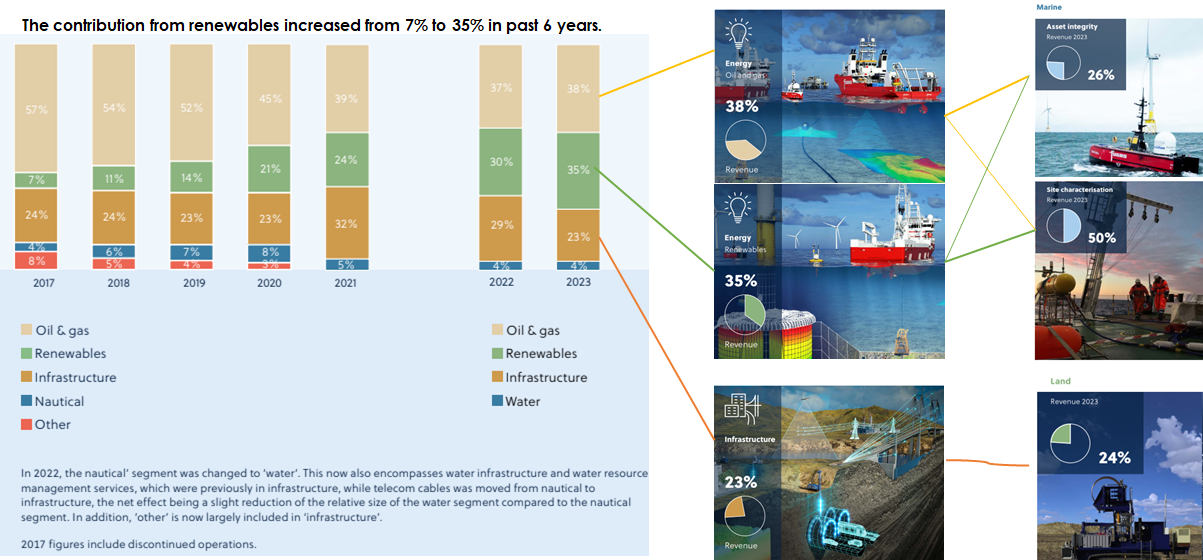 The contribution from renewables increased from 7% to 35% in past 6 years.
57%
7%
24%
4%
8%
2017
54%
11%
24%
6%
5%
2018
52%
14%
23%
7%
4%
2019
45%
21%
23%
8%
3%
2020
39%
24%
32%
5%
2021
37%
30%
29%
4%
2022
38%
35%
23%
4%
2023
Oil & gas
Renewables
Infrastructure
Nautical
Other
Oil & gas
Renewables
Infrastructure
Water
In 2022, the nautical’ segment was changed to ‘water’. This now also encompasses water infrastructure and water resource
management services, which were previously in infrastructure, while telecom cables was moved from nautical to
infrastructure, the net effect being a slight reduction of the relative size of the water segment compared to the nautical
segment. In addition, ‘other’ is now largely included in ‘infrastructure’.
2017 figures include discontinued operations.
Energy
Oil and gas
38%
Revenue
Energy
Renewables
35%
Revenue
Infrastructure
23%
Revenue
Marine
Asset integrity
Revenue 2023
26%
Site characterisation
Revenue 2023
50%
Land
Revenue 2023
24%